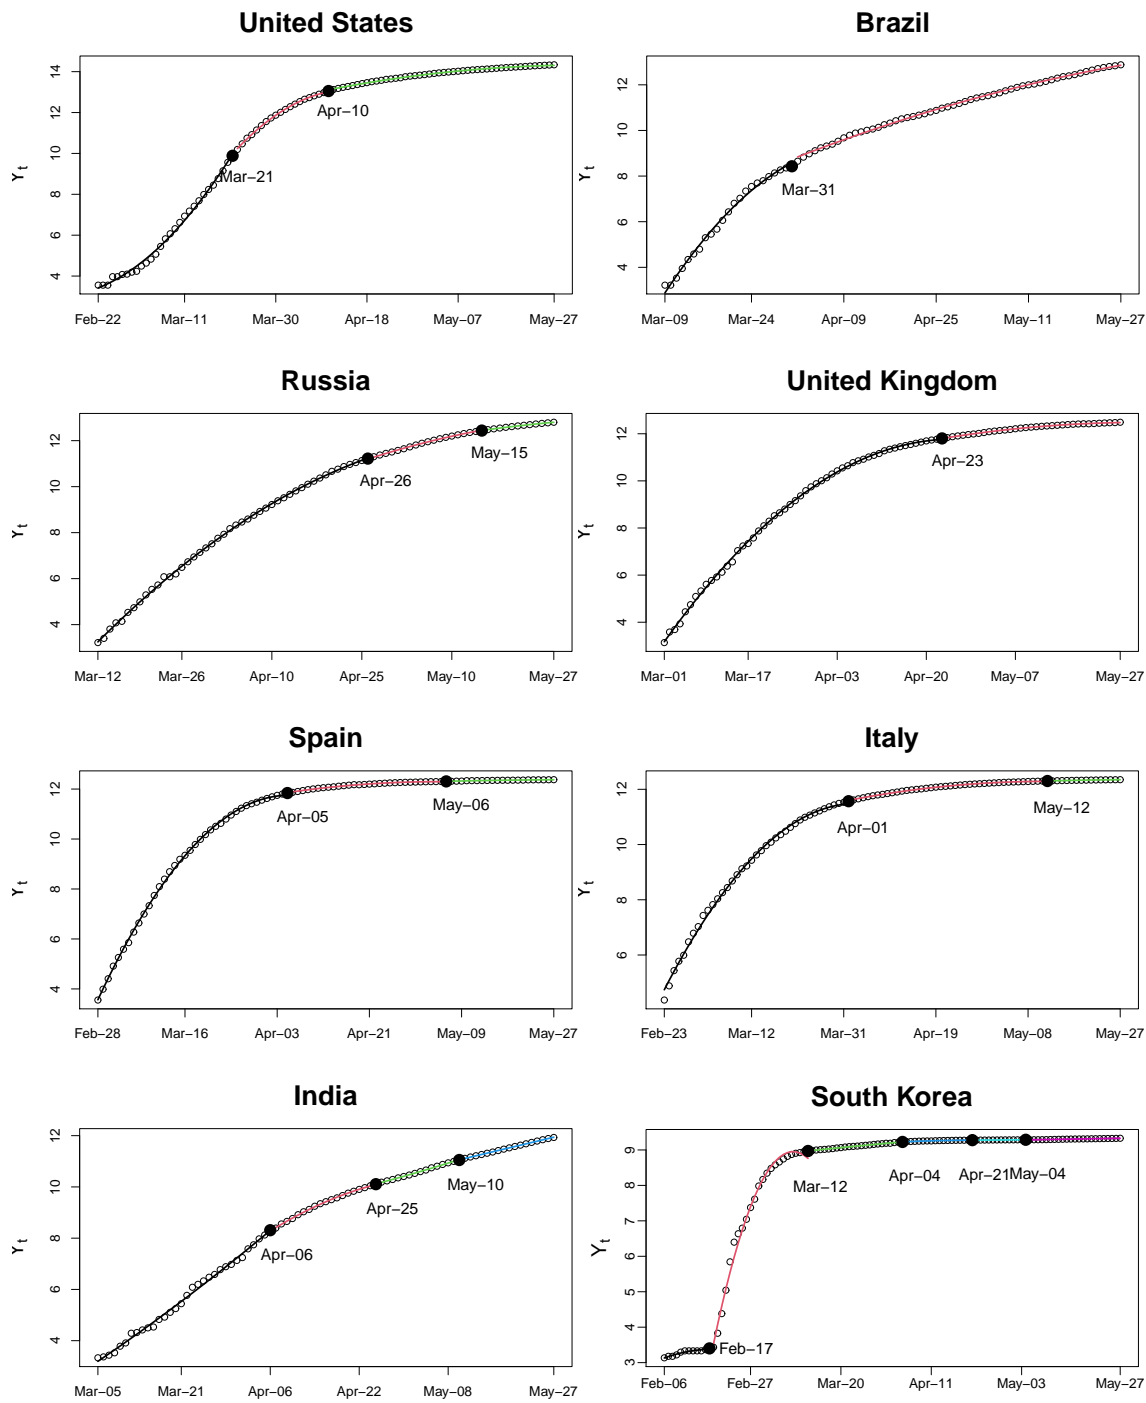 United States
Y t
14
12
10
8
6
4
Mar−21
Apr−10
Feb−22 Mar−11 Mar−30 Apr−18 May−07 May−27
Brazil
Y t
12
10
8
6
4
Mar−31
Mar−09 Mar−24 Apr−09 Apr−25 May−11 May−27
Russia
Y t
12
10
8
6
4
Apr−26
May−15
Mar−12 Mar−26 Apr−10 Apr−25 May−10 May−27
United Kingdom
Y t
12
10
8
6
4
Apr−23
Mar−01 Mar−17 Apr−03 Apr−20 May−07 May−27
Spain
Y t
12
10
8
6
4
Apr−05
May−06
Feb−28 Mar−16 Apr−03 Apr−21 May−09 May−27
Italy
Y t
12
10
8
6
Apr−01
May−12
Feb−23 Mar−12 Mar−31 Apr−19 May−08 May−27
India
Y t
12
10
8
6
4
Apr−06
Apr−25
May−10
Mar−05 Mar−21 Apr−06 Apr−22 May−08 May−27
South Korea
Y t
9
8
7
6
5
4
3
Feb−17
Mar−12
Apr−04
Apr−21
May−04
Feb−06 Feb−27 Mar−20 Apr−11 May−03 May−27